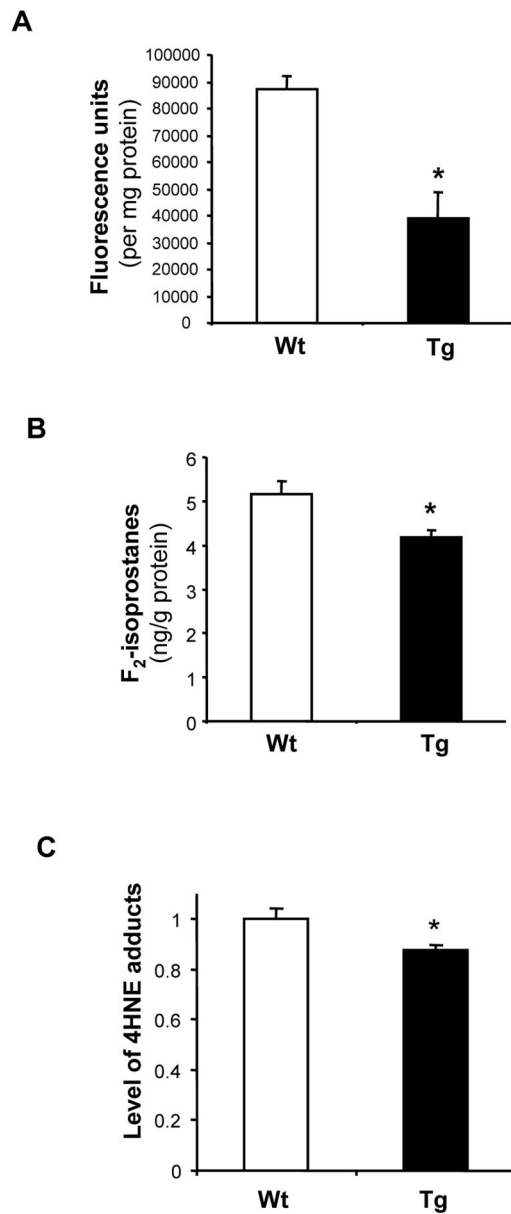 A
Fluorescence units
(per mg protein)
100000
90000
80000
70000
60000
50000
40000
30000
20000
10000
0
*
Wt
Tg
B
F2-isoprostanes
(ng/g protein)
6
5
4
3
2
1
0
*
Wt
Tg
C
Level of 4HNE adducts
1
0.8
0.6
0.4
0.2
0
*
Wt
Tg